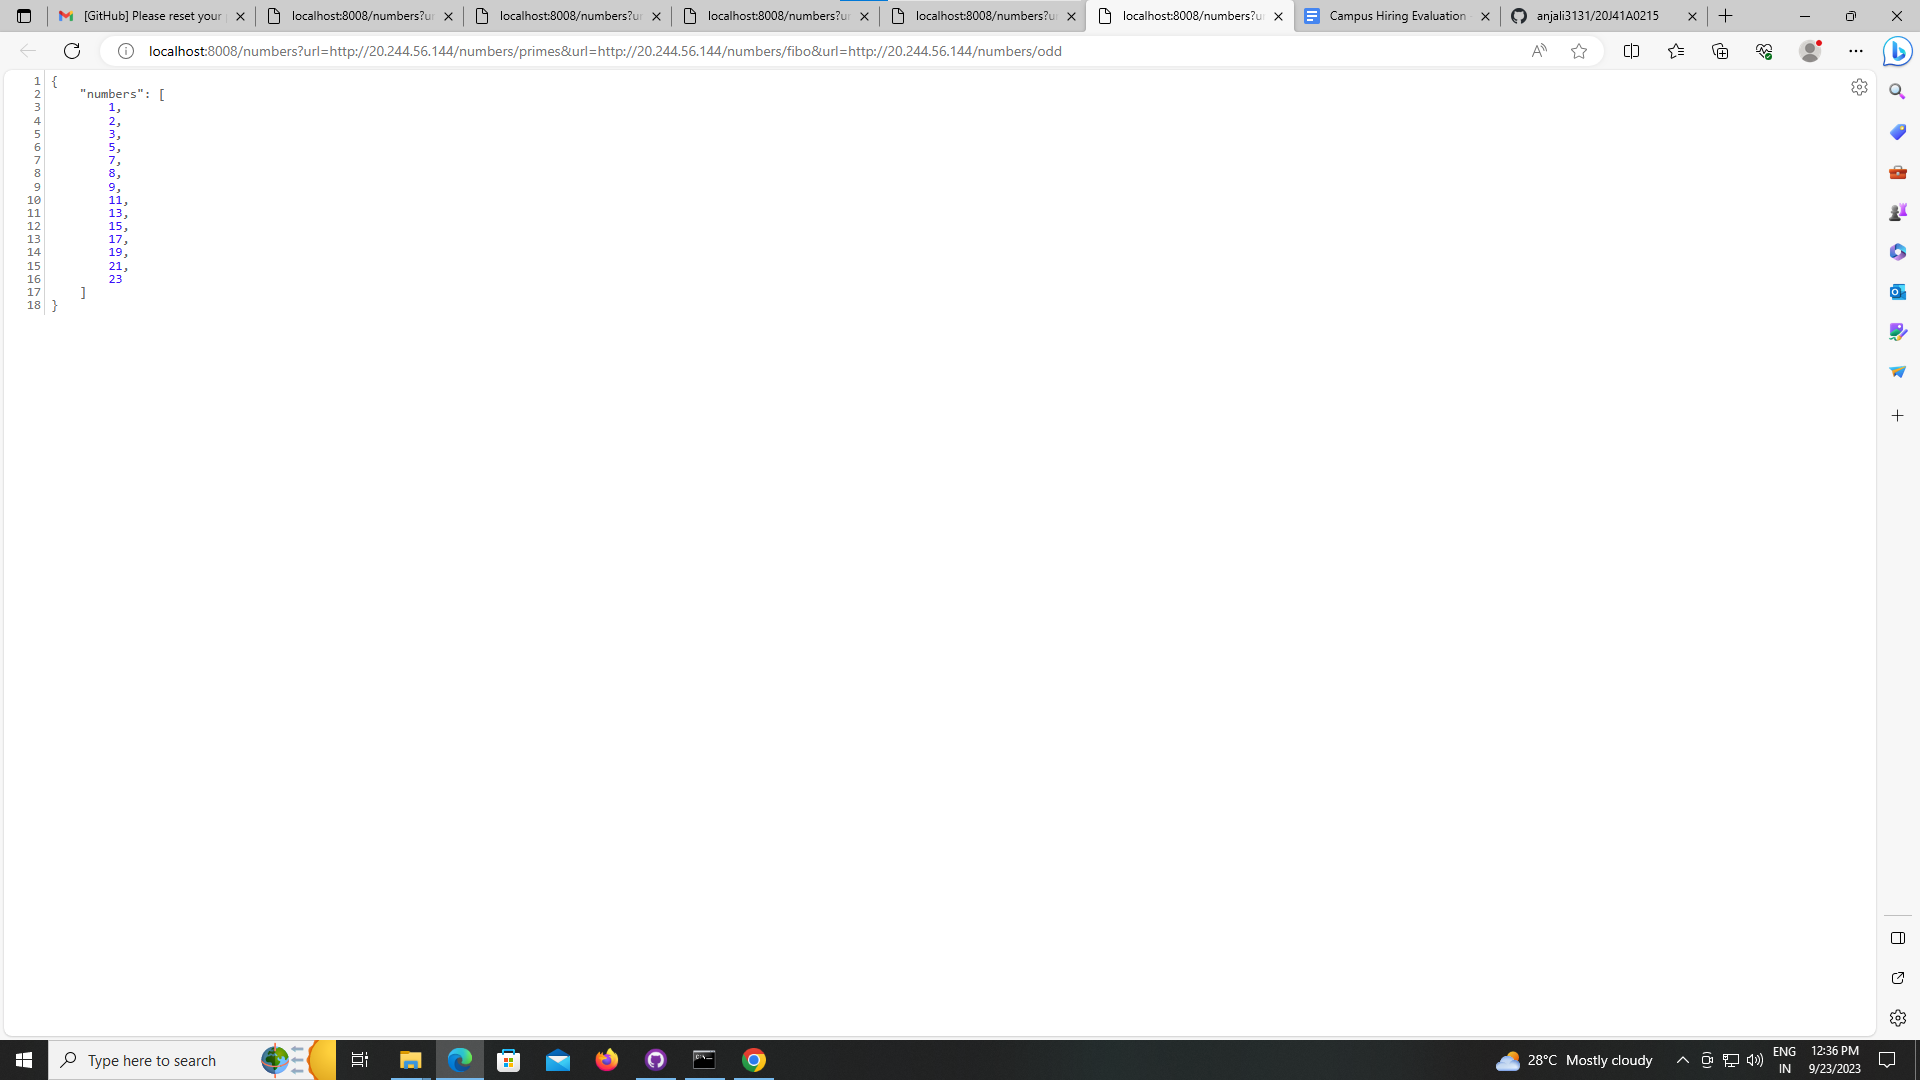 [GitHub] Please reset your
localhost:8008/numbers?u
localhost:8008/numbers?u
localhost:8008/numbers?u
localhost:8008/numbers?u
localhost:8008/numbers?u
Campus Hiring Evaluation
anjali3131/20J41A0215
localhost:8008/numbers?url=http://20.244.56.144/numbers/primes&url=http://20.244.56.144/numbers/fibo&url=http://20.244.56.144/numbers/odd
1 {
2 "numbers": [
3 1,
4 2,
5 3,
6 5,
7 7,
8 8,
9 9,
10 11,
11 13,
12 15,
13 17,
14 19,
15 21,
16 23
17 ]
18 }
Type here to search
28°C Mostly cloudy
ENG
IN
12:36 PM
9/23/2023